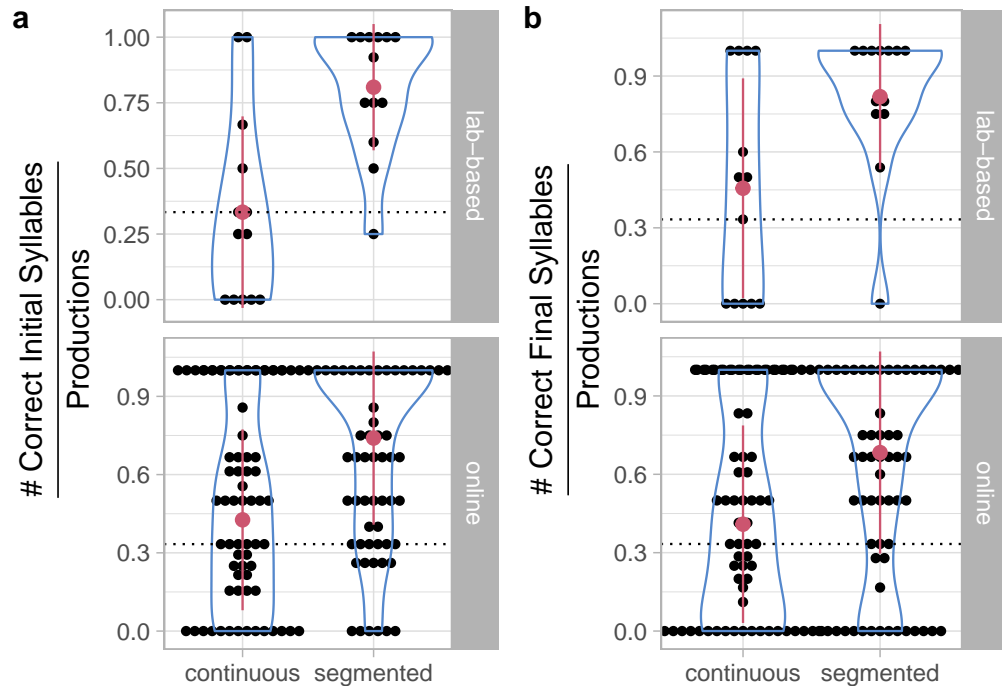 a
# Correct Initial Syllables
Productions
1.00
0.75
0.50
0.25
0.00
lab−based
0.9
0.6
0.3
0.0
online
continuous segmented
b
# Correct Final Syllables
Productions
0.9
0.6
0.3
0.0
lab−based
0.9
0.6
0.3
0.0
online
continuous segmented